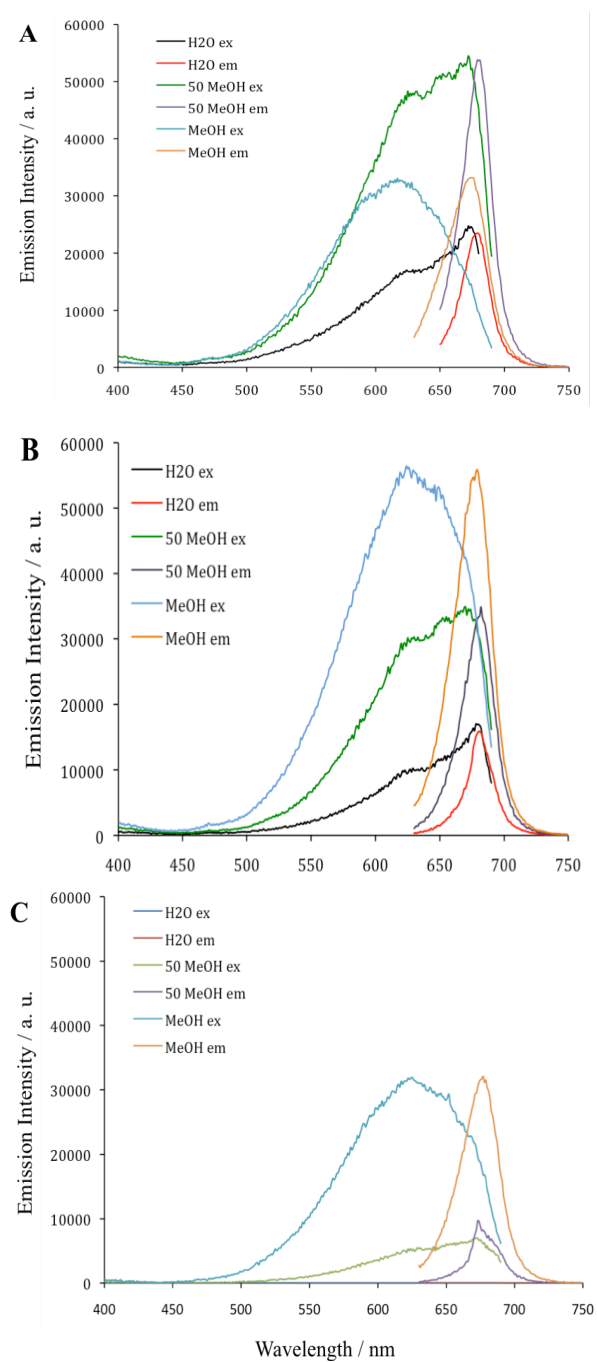 A
Emission Intensity / a. u.
60000
50000
40000
30000
20000
10000
0
H2O ex
H2O em
50 MeOH ex
50 MeOH em
MeOH ex
MeOH em
400 450 500 550 600 650 700 750
B
Emission Intensity / a. u.
60000
50000
40000
30000
20000
10000
0
H2O ex
H2O em
50 MeOH ex
50 MeOH em
MeOH ex
MeOH em
400 450 500 550 600 650 700 750
C
Emission Intensity / a. u.
60000
50000
40000
30000
20000
10000
0
H2O ex
H2O em
50 MeOH ex
50 MeOH em
MeOH ex
MeOH em
400 450 500 550 600 650 700 750
Wavelength / nm